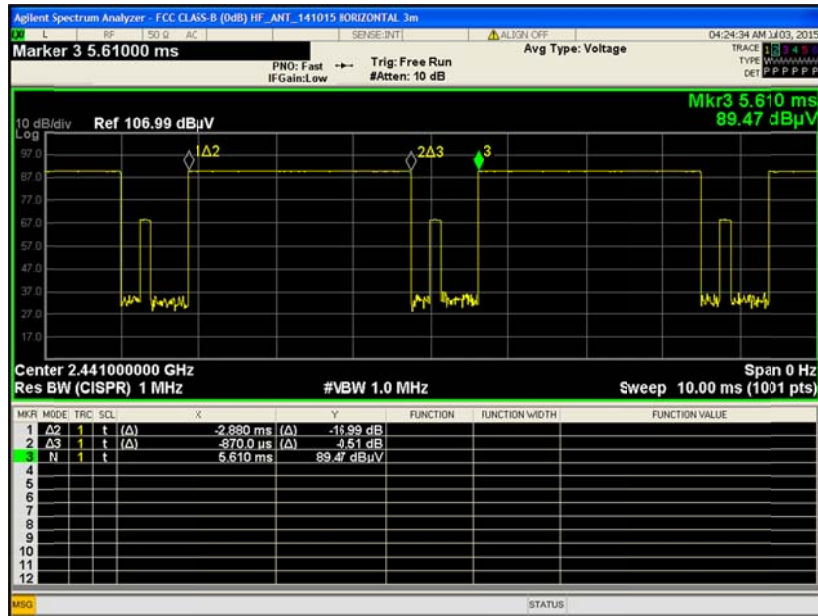 Agilent Spectrum Analyzer - FCC CLASS-B (0dB) HF_ANT_141015 HORIZONTAL 3m
L RF 50 Ω AC SENSE:INT ALIGN OFF 04:24:34 AM Jul 03, 2015
Marker 3 5.61000 ms
PNO: Fast
IFGain:Low
Trig: Free Run
#Atten: 10 dB
Avg Type: Voltage
TRACE 1 2 3 4 5 6
TYPE
DET P P P P P P
Mkr3 5.610 ms
89.47 dBµV
10 dB/div Ref 106.99 dBµV
Log
97.0
87.0
77.0
67.0
57.0
47.0
37.0
27.0
17.0
1Δ2
2Δ3
3
Center 2.441000000 GHz
Span 0 Hz
Res BW (CISPR) 1 MHz
#VBW 1.0 MHz
Sweep 10.00 ms (1001 pts)
MKR MODE TRC SCL X Y FUNCTION FUNCTION WIDTH FUNCTION VALUE
1 Δ2 1 t (Δ) -2.880 ms (Δ) -16.99 dB
2 Δ3 1 t (Δ) -870.0 µs (Δ) -0.51 dB
3 N 1 t 5.610 ms 89.47 dBµV
4
5
6
7
8
9
10
11
12
MSG
STATUS